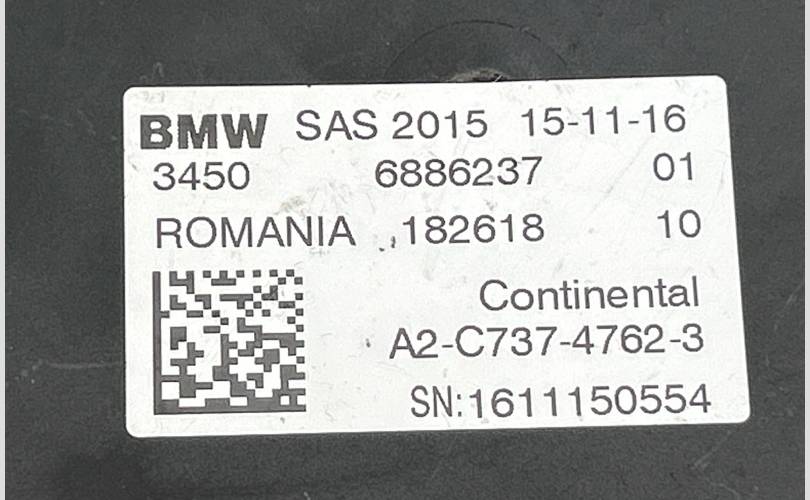 BMW SAS 2015 15-11-16
3450 6886237 01
ROMANIA 182618 10
Continental
A2-C737-4762-3
SN:1611150554